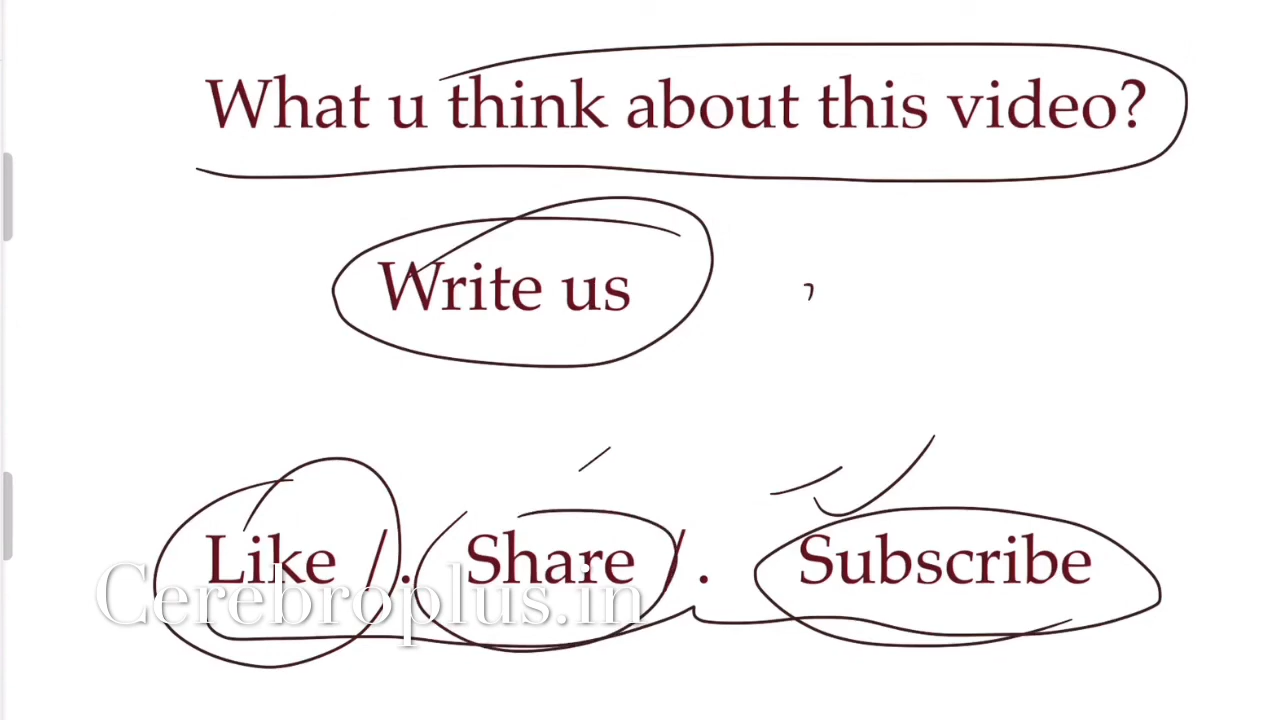 What u think about this video?
Write us
Like /. Share /. Subscribe
Cerebroplus.in